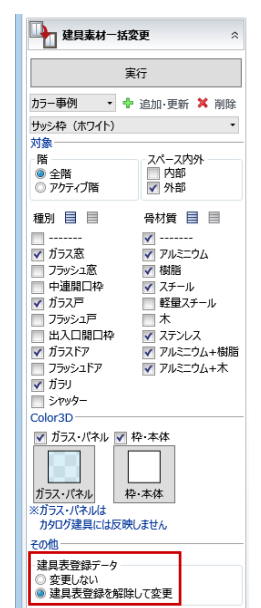 建具素材一括変更
実行
カラー事例 追加・更新 削除
サッシ枠（ホワイト）
対象
階 スペース内外
全階 内部
アクティブ階 外部
種別 骨材質
------- -------
ガラス窓 アルミニウム
フラッシュ窓 樹脂
中連開口枠 スチール
ガラス戸 軽量スチール
フラッシュ戸 木
出入口開口枠 ステンレス
ガラスドア アルミニウム+樹脂
フラッシュドア アルミニウム+木
ガラリ
シャッター
Color3D
ガラス・パネル 枠・本体
ガラス・パネル 枠・本体
※ガラス・パネルは
カタログ建具には反映しません
その他
建具表登録データ
変更しない
建具表登録を解除して変更